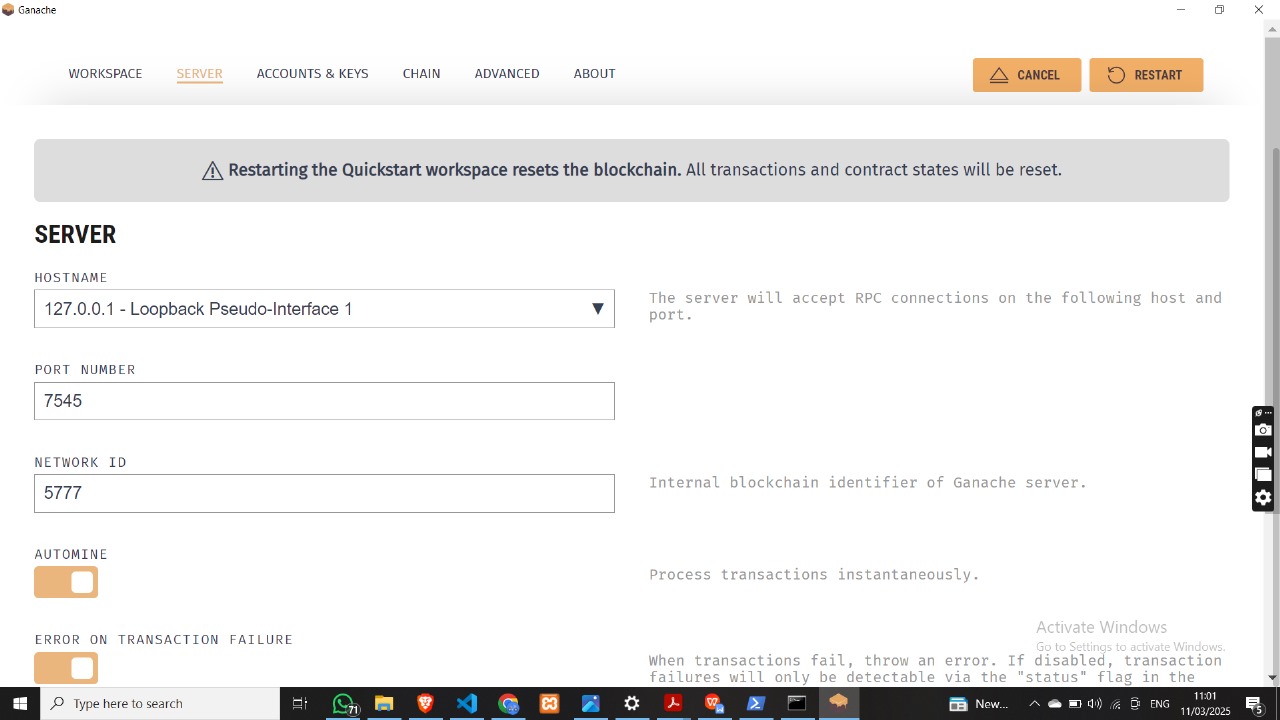 Ganache
WORKSPACE SERVER ACCOUNTS & KEYS CHAIN ADVANCED ABOUT CANCEL RESTART
Restarting the Quickstart workspace resets the blockchain. All transactions and contract states will be reset.
SERVER
HOSTNAME
127.0.0.1 - Loopback Pseudo-Interface 1
The server will accept RPC connections on the following host and
port.
PORT NUMBER
7545
NETWORK ID
5777
Internal blockchain identifier of Ganache server.
AUTOMINE
Process transactions instantaneously.
ERROR ON TRANSACTION FAILURE
When transactions fail, throw an error. If disabled, transaction
failures will only be detectable via the "status" flag in the
Activate Windows
Go to Settings to activate Windows.
Type here to search
71
New...
ENG
11:01
11/03/2025
5